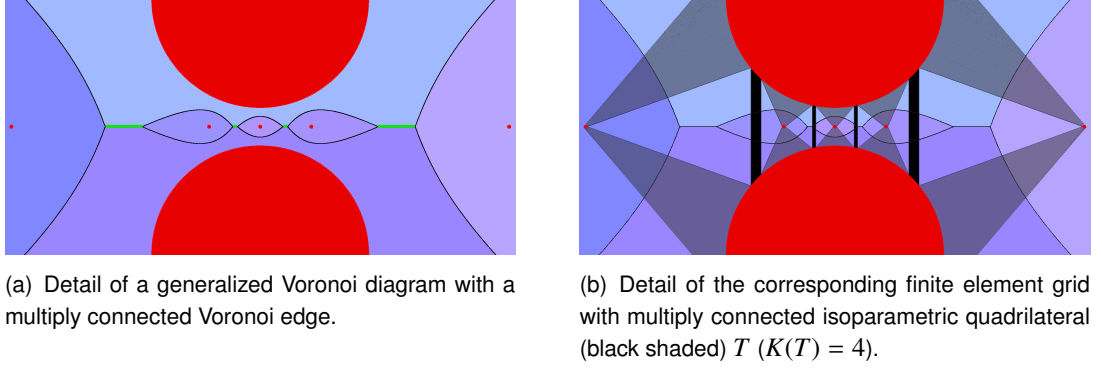 (a) Detail of a generalized Voronoi diagram with a
multiply connected Voronoi edge.
(b) Detail of the corresponding finite element grid
with multiply connected isoparametric quadrilateral
(black shaded) T (K(T) = 4).